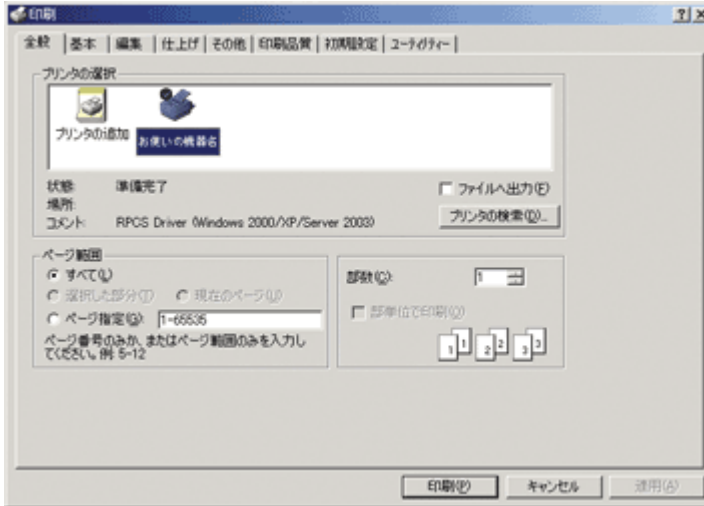 印刷
全般 基本 編集 仕上げ その他 印刷品質 初期設定 ユーティリティー
プリンタの選択
プリンタの追加
お使いの機器名
状態: 準備完了
場所:
コメント: RPCS Driver (Windows 2000/XP/Server 2003)
ファイルへ出力(F)
プリンタの検索(D)...
ページ範囲
すべて(L)
選択した部分(T) 現在のページ(U)
ページ指定(G): 1-65535
ページ番号のみか、またはページ範囲のみを入力し
てください。例: 5-12
部数(C): 1
部単位で印刷(O)
1 1 2 2 3 3
印刷(P) キャンセル 適用(A)